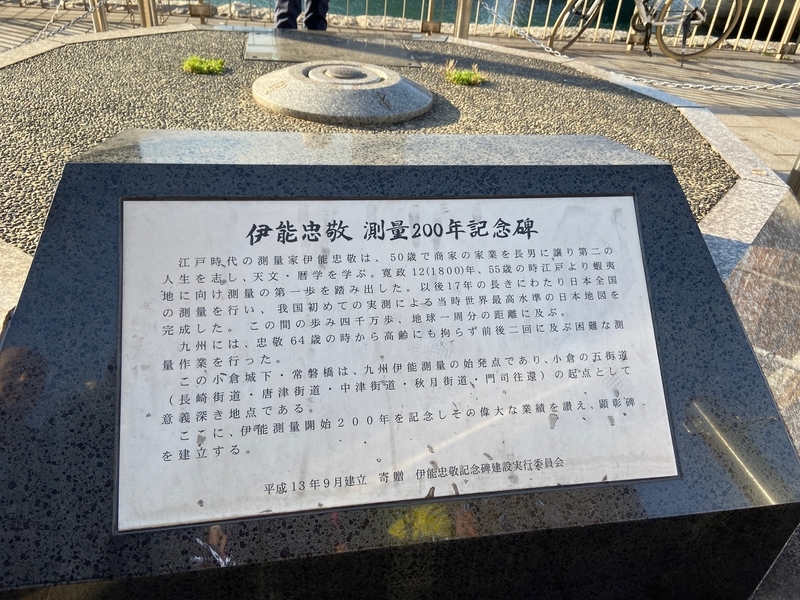 伊能忠敬 測量200年記念碑
江戸時代の測量家伊能忠敬は、50歳で商家の家業を長男に譲り第二の
人生を志し、天文・暦学を学ぶ。寛政12(1800)年、55歳の時江戸より蝦夷
地に向け測量の第一歩を踏み出した。以後17年の長きにわたり日本全国
の測量を行い、我国初めての実測による当時世界最高水準の日本地図を
完成した。この間の歩み四千万歩、地球一周分の距離に及ぶ。
九州には、忠敬64歳の時から高齢にも拘らず前後二回に及ぶ困難な測
量作業を行った。
この小倉城下・常盤橋は、九州伊能測量の始発点であり、小倉の五街道
（長崎街道・唐津街道・中津街道・秋月街道、門司往還）の起点として
意義深き地点である。
ここに、伊能測量開始200年を記念しその偉大な業績を讃え、顕彰碑
を建立する。
平成13年9月建立 寄贈 伊能忠敬記念碑建設実行委員会